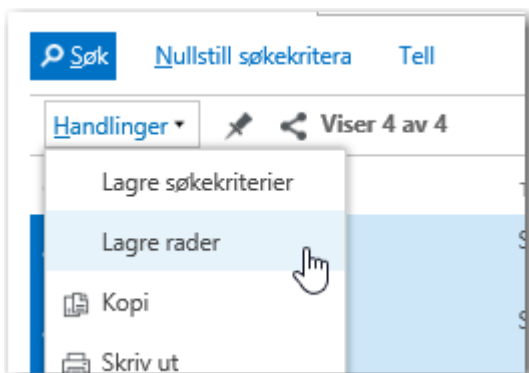 Søk Nullstill søkekritera Tell
Handlinger Viser 4 av 4
Lagre søkekriterier
Lagre rader
Kopi
Skriv ut